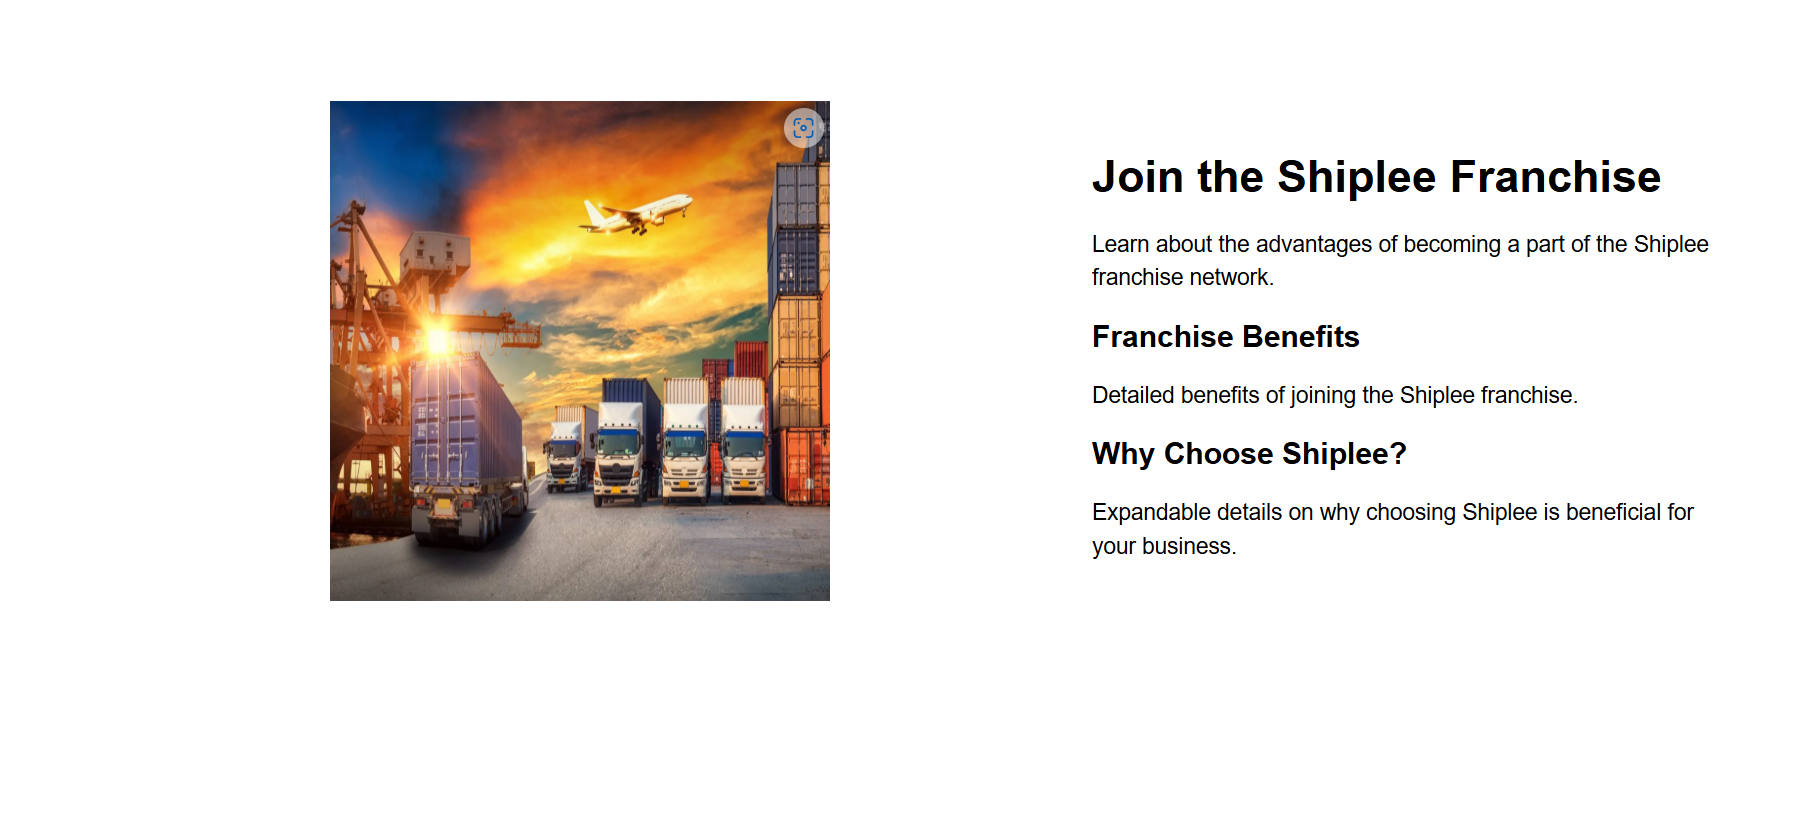 Join the Shiplee Franchise
Learn about the advantages of becoming a part of the Shiplee
franchise network.
Franchise Benefits
Detailed benefits of joining the Shiplee franchise.
Why Choose Shiplee?
Expandable details on why choosing Shiplee is beneficial for
your business.